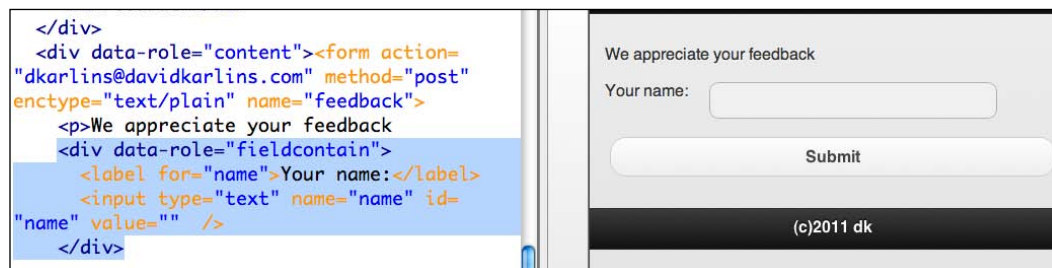 </div>
<div data-role="content"><form action=
"dkarlins@davidkarlins.com" method="post"
enctype="text/plain" name="feedback">
<p>We appreciate your feedback
<div data-role="fieldcontain">
<label for="name">Your name:</label>
<input type="text" name="name" id=
"name" value="" />
</div>
We appreciate your feedback
Your name:
Submit
(c)2011 dk